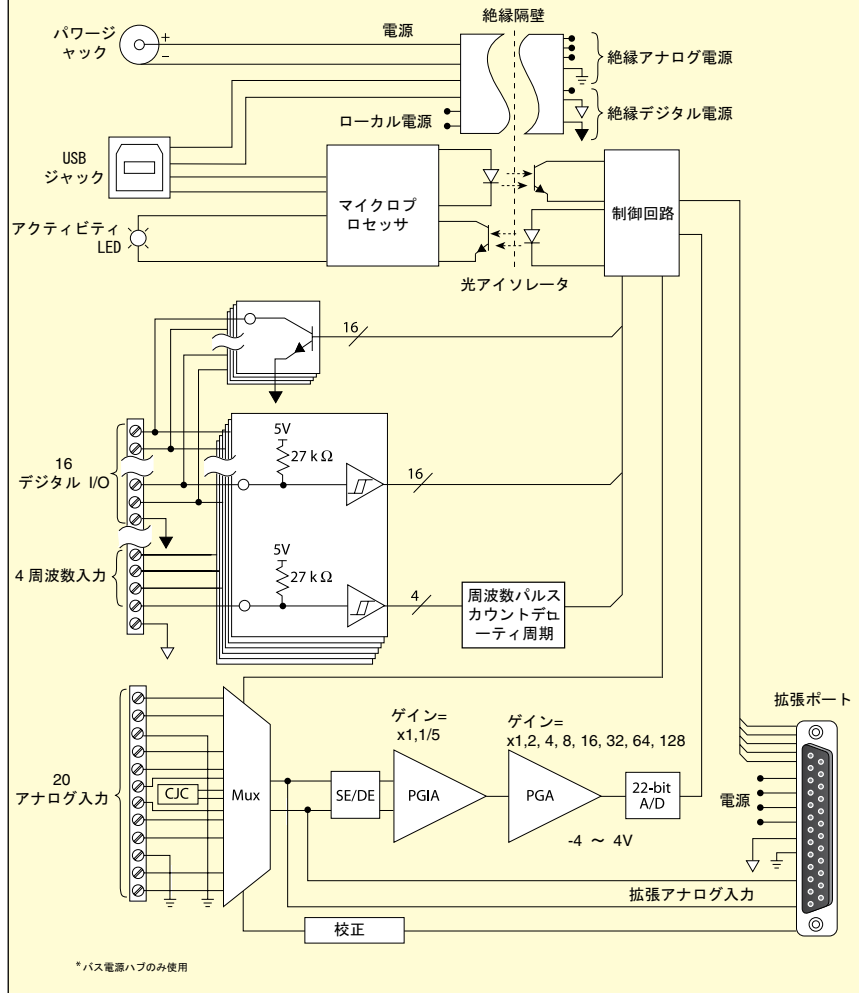 絶縁隔壁
パワージ
ャック
+
−
電源
絶縁アナログ電源
絶縁デジタル電源
ローカル電源
USB
ジャック
マイクロプ
ロセッサ
制御回路
アクティビティ
LED
光アイソレータ
16
5V
27 k Ω
16
16
デジタル I/O
5V
27 k Ω
4
4 周波数入力
周波数パルス
カウントデュ
ーティ周期
拡張ポート
ゲイン=
x1,1/5
ゲイン=
x1,2, 4, 8, 16, 32, 64, 128
20
アナログ入力
CJC
Mux
SE/DE
PGIA
PGA
22-bit
A/D
電源
-4 ～ 4V
拡張アナログ入力
校正
*バス電源ハブのみ使用